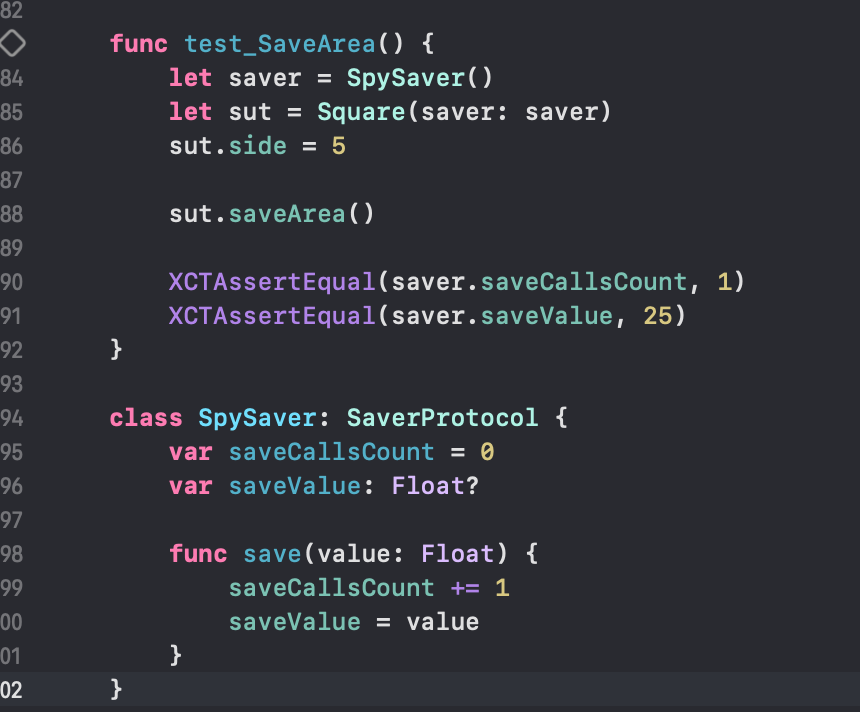 82
func test_SaveArea() {
84 let saver = SpySaver()
85 let sut = Square(saver: saver)
86 sut.side = 5
87
88 sut.saveArea()
89
90 XCTAssertEqual(saver.saveCallsCount, 1)
91 XCTAssertEqual(saver.saveValue, 25)
92 }
93
94 class SpySaver: SaverProtocol {
95 var saveCallsCount = 0
96 var saveValue: Float?
97
98 func save(value: Float) {
99 saveCallsCount += 1
00 saveValue = value
01 }
02 }